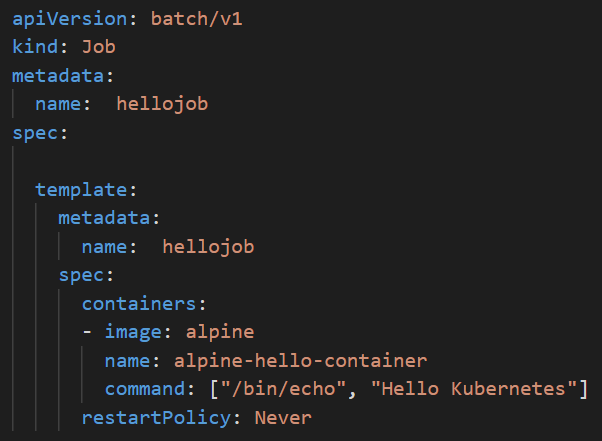 apiVersion: batch/v1
kind: Job
metadata:
  name:  hellojob
spec:

  template:
    metadata:
      name:  hellojob
    spec:
      containers:
      - image: alpine
        name: alpine-hello-container
        command: ["/bin/echo", "Hello Kubernetes"]
      restartPolicy: Never